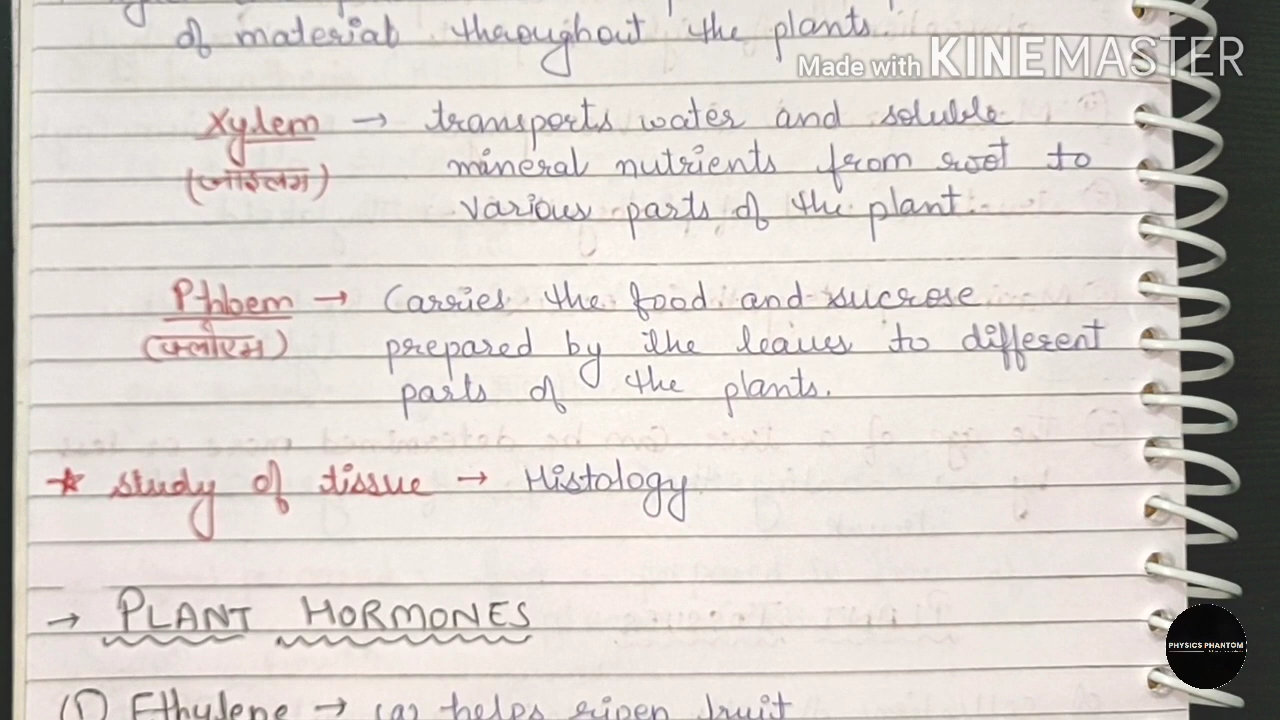 of material throughout the plants
Made with KINEMASTER
Xylem → transports water and soluble
(जाइलम) mineral nutrients from root to
various parts of the plant.
Phloem → Carries the food and sucrose
(फ्लोएम) prepared by the leaves to different
parts of the plants.
★ study of tissue → Histology
→ PLANT HORMONES
PHYSICS PHANTOM
(1) Ethylene → (a) helps ripen fruit